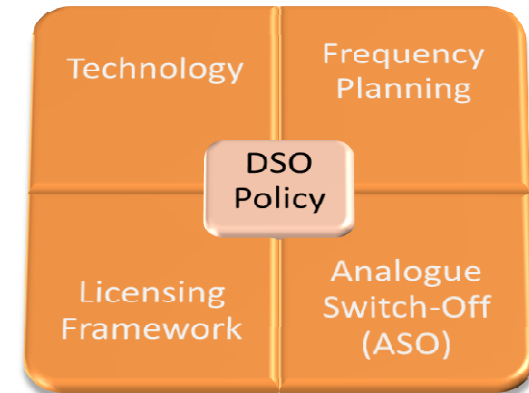 Technology
Frequency
Planning
DSO
Policy
Licensing
Framework
Analogue
Switch-Off
(ASO)